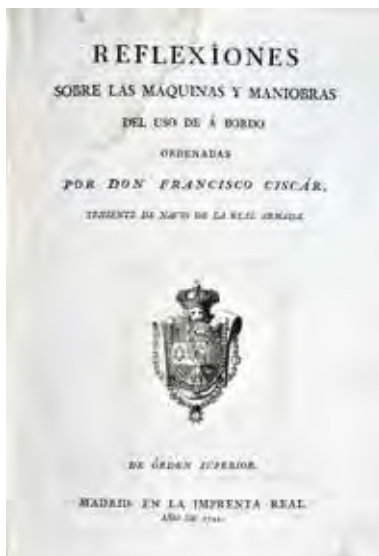 REFLEXIONES
SOBRE LAS MÁQUINAS Y MANIOBRAS
DEL USO DE Á BORDO
ORDENADAS
POR DON FRANCISCO CISCÁR,
TENIENTE DE NAVIO DE LA REAL ARMADA.
DE ÓRDEN SUPERIOR.
MADRID EN LA IMPRENTA REAL.
AÑO DE